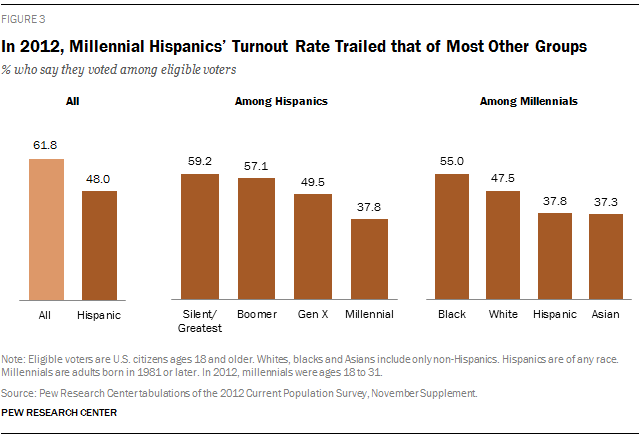 FIGURE 3
In 2012, Millennial Hispanics' Turnout Rate Trailed that of Most Other Groups
% who say they voted among eligible voters
All
Among Hispanics
Among Millennials
61.8
48.0
All
Hispanic
59.2
57.1
49.5
37.8
Silent/
Greatest
Boomer
Gen X
Millennial
55.0
47.5
37.8
37.3
Black
White
Hispanic
Asian
Note: Eligible voters are U.S. citizens ages 18 and older. Whites, blacks and Asians include only non-Hispanics. Hispanics are of any race.
Millennials are adults born in 1981 or later. In 2012, millennials were ages 18 to 31.
Source: Pew Research Center tabulations of the 2012 Current Population Survey, November Supplement.
PEW RESEARCH CENTER